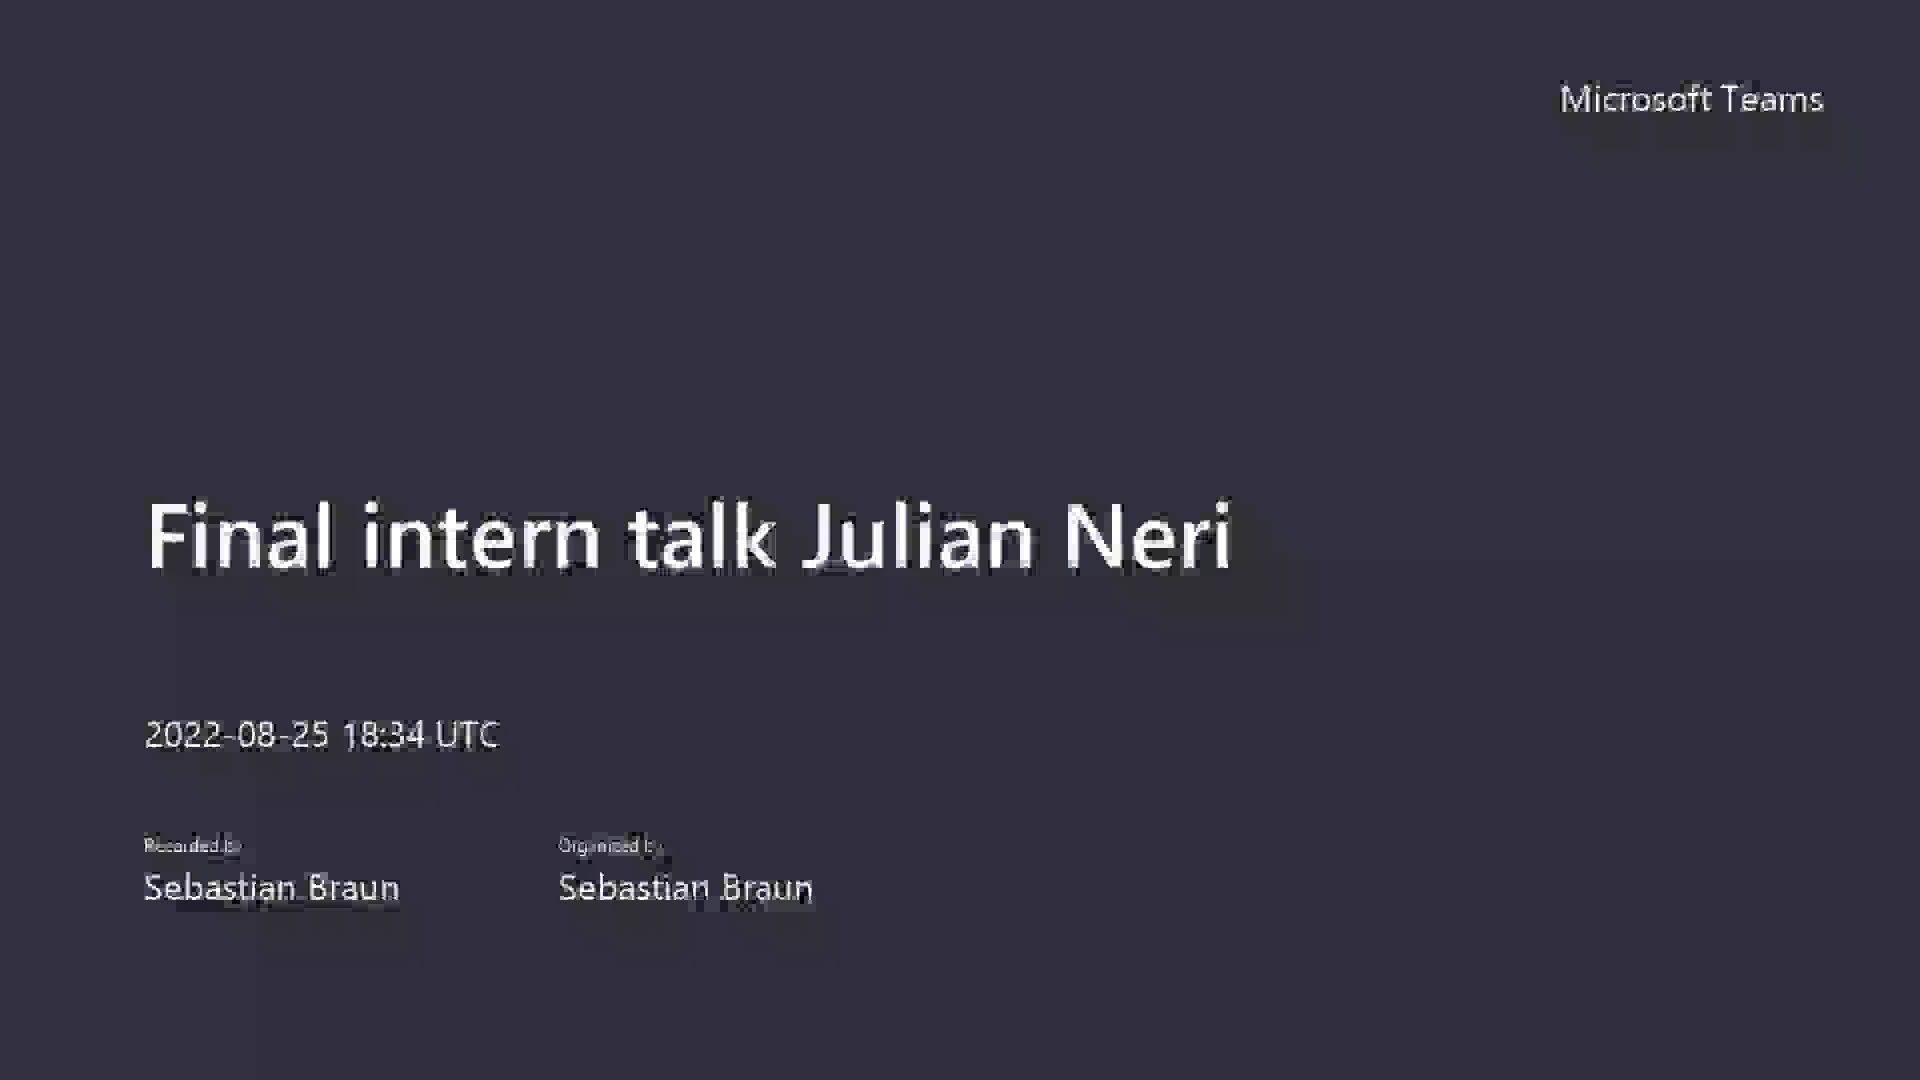 Microsoft Teams
Final intern talk Julian Neri
2022-08-25 18:34 UTC
Recorded by
Organized by
Sebastian Braun
Sebastian Braun